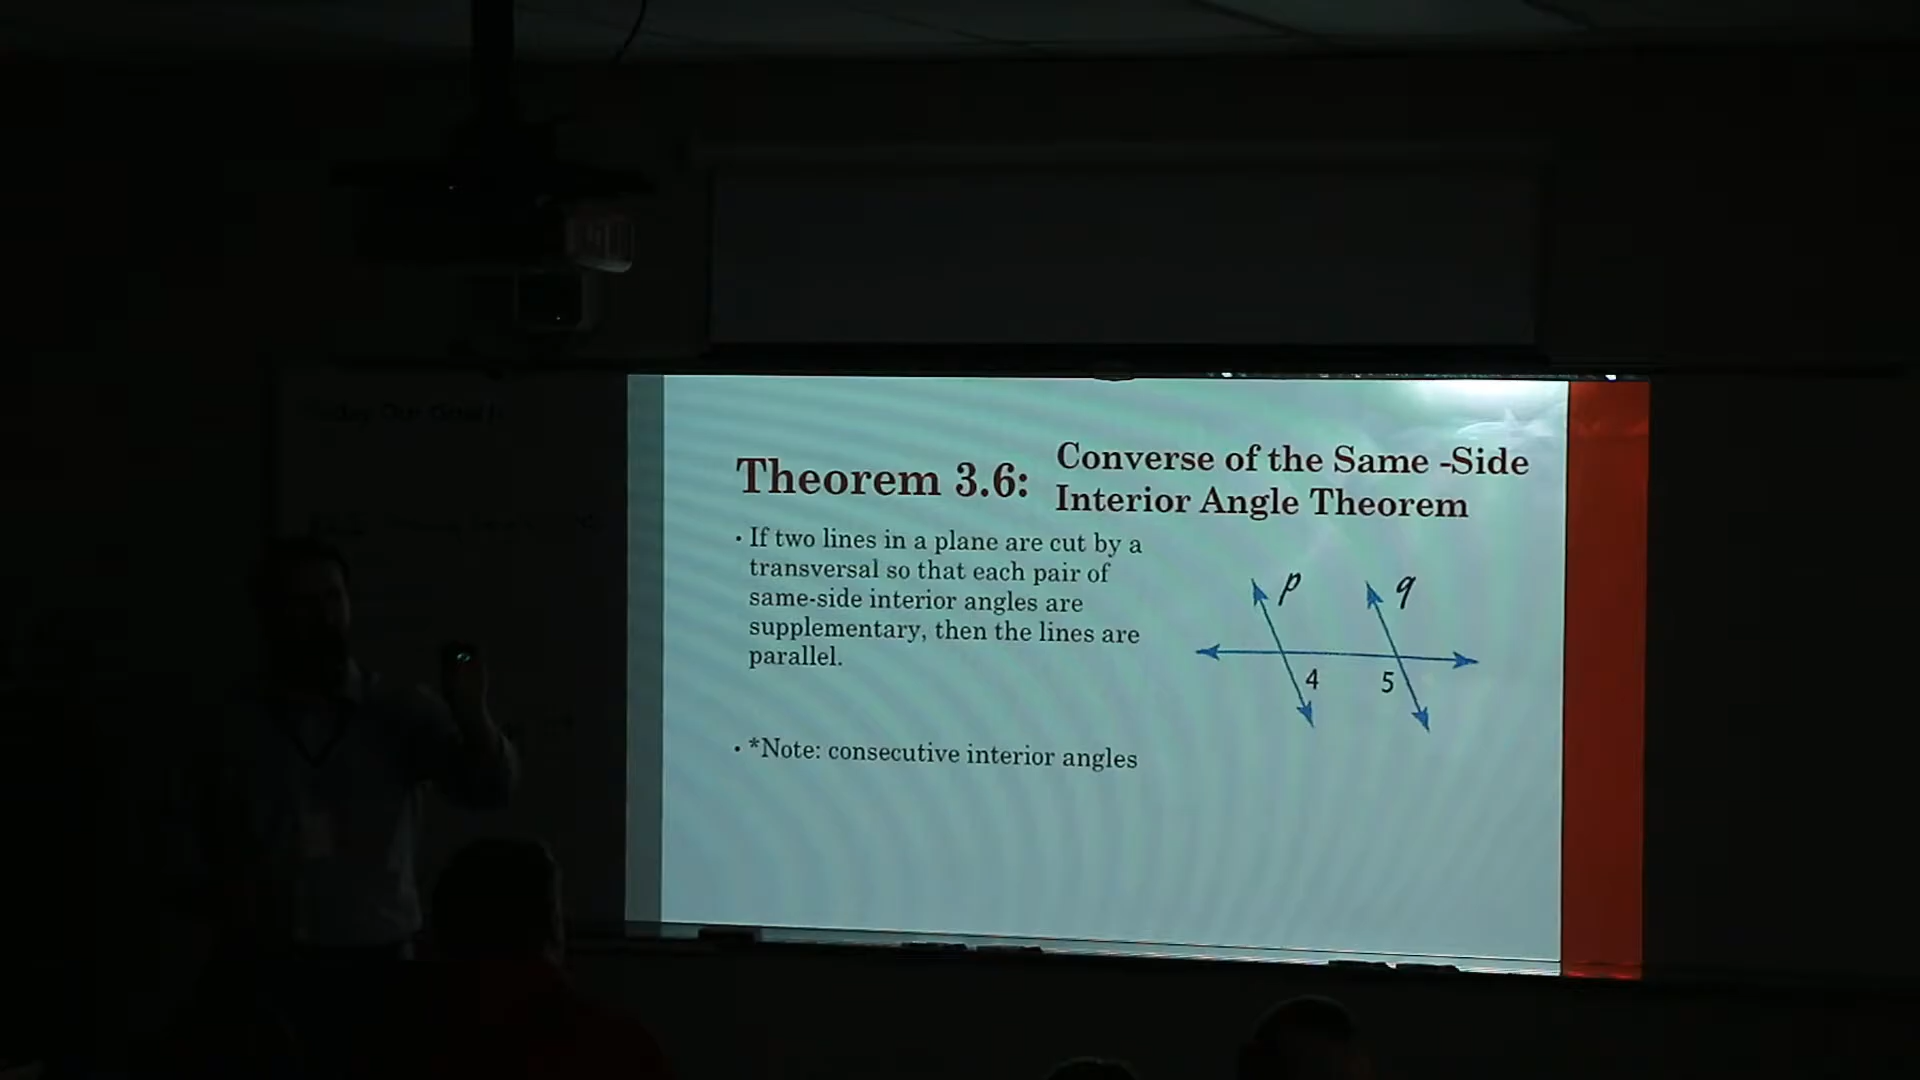 Theorem 3.6:
Converse of the Same -Side
Interior Angle Theorem
• If two lines in a plane are cut by a
transversal so that each pair of
same-side interior angles are
supplementary, then the lines are
parallel.
• *Note: consecutive interior angles
p q
4 5